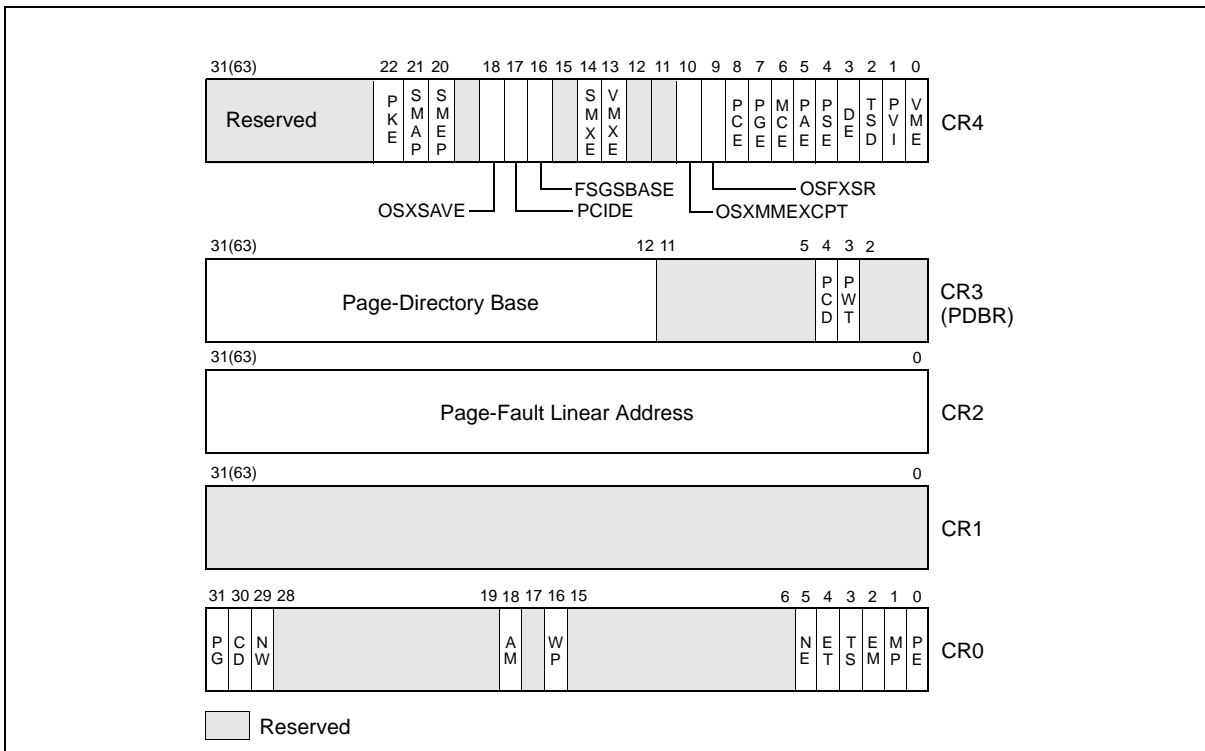 31(63) 22 21 20 18 17 16 15 14 13 12 11 10 9 8 7 6 5 4 3 2 1 0
Reserved PKE SMAP SMEP SMXE VMXE PCE PGE MCE PAE PSE DE TSD PVI VME CR4
FSGSBASE OSFXSR
OSXSAVE PCIDE OSXMMEXCPT
31(63) 12 11 5 4 3 2
Page-Directory Base PCD PWT CR3
(PDBR)
31(63) 0
Page-Fault Linear Address CR2
31(63) 0
CR1
31 30 29 28 19 18 17 16 15 6 5 4 3 2 1 0
PG CD NW AM WP NE ET TS EM MP PE CR0
Reserved